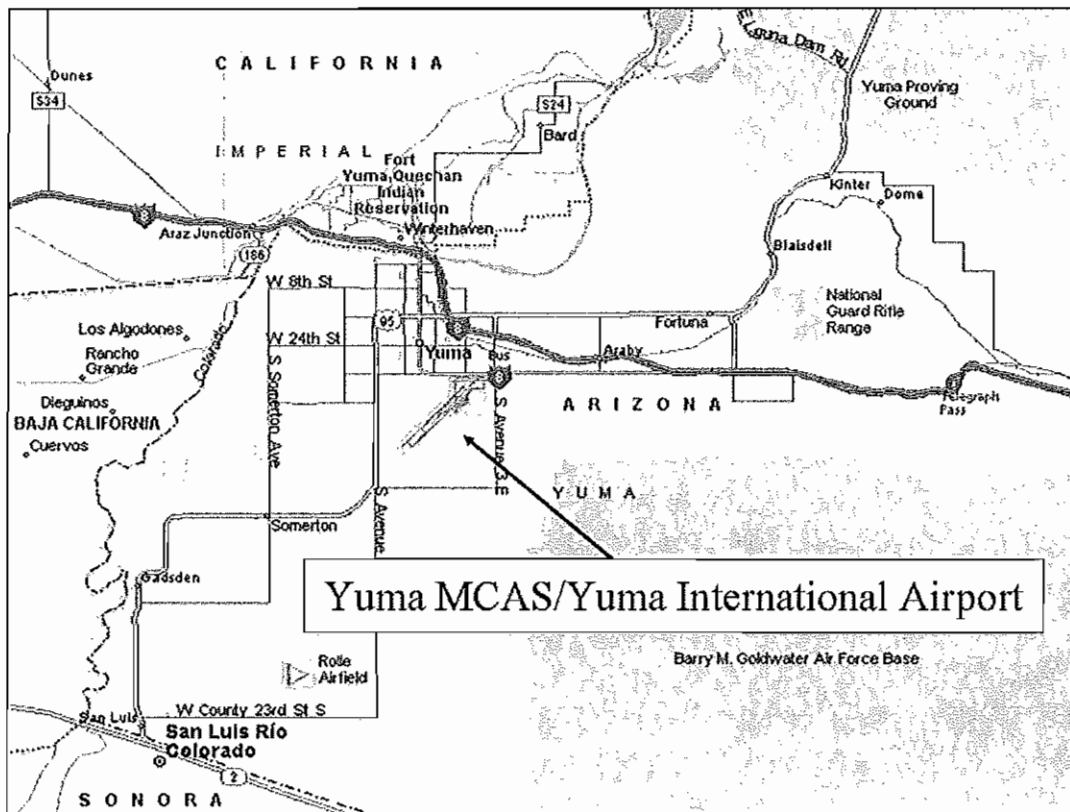 CALIFORNIA
Dunes
S34
IMPERIAL
Laguna Dam Rd
Yuma Proving
Ground
S24
Bard
Fort
Yuma Quechan
Indian
Reservation
Winterhaven
Kinter
Dome
Araz Junction
186
Blaisdell
W 8th St
95
National
Guard Rifle
Range
Los Algodones
Colorado
W 24th St
Yuma
Fortuna
Rancho
Grande
Bus
8
Araby
Dieguinos
BAJA CALIFORNIA
Cuervos
S Somerton Ave
ARIZONA
Telegraph
Pass
S Avenue 3 E
YUMA
S Avenue
Somerton
Gadsden
Yuma MCAS/Yuma International Airport
Barry M. Goldwater Air Force Base
Rolle
Airfield
W County 23rd St S
San Luis
San Luis Río
Colorado
2
SONORA